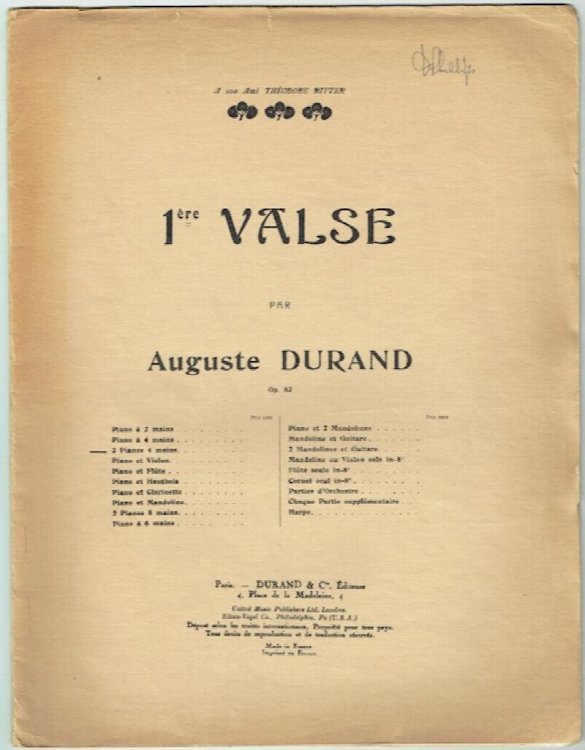 A son Ami THÉODORE RITTER
1ère VALSE
PAR
Auguste DURAND
Op. 83
Prix nets
Piano à 2 mains
Piano à 4 mains
2 Pianos 4 mains
Piano et Violon
Piano et Flûte
Piano et Hautbois
Piano et Clarinette
Piano et Mandoline
2 Pianos 8 mains
Piano à 6 mains
Prix nets
Piano et 2 Mandolines
Mandoline et Guitare
2 Mandolines et Guitare
Mandoline ou Violon solo in-8°
Flûte seule in-8°
Cornet seul in-8°
Parties d'Orchestre
Chaque Partie supplémentaire
Harpe
Paris. — DURAND & Cie, Éditeurs
4, Place de la Madeleine, 4
United Music Publishers Ltd. Londres.
Elkan-Vogel Co., Philadelphia, Pa (U.S.A.)
Déposé selon les traités internationaux. Propriété pour tous pays.
Tous droits de reproduction et de traduction réservés.
Made in France
Imprimé en France